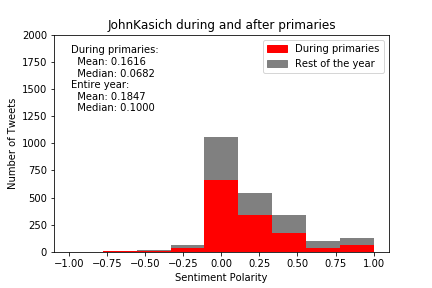 JohnKasich during and after primaries
2000
1750
1500
1250
1000
750
500
250
0
Number of Tweets
During primaries:
Mean: 0.1616
Median: 0.0682
Entire year:
Mean: 0.1847
Median: 0.1000
During primaries
Rest of the year
−1.00 −0.75 −0.50 −0.25 0.00 0.25 0.50 0.75 1.00
Sentiment Polarity